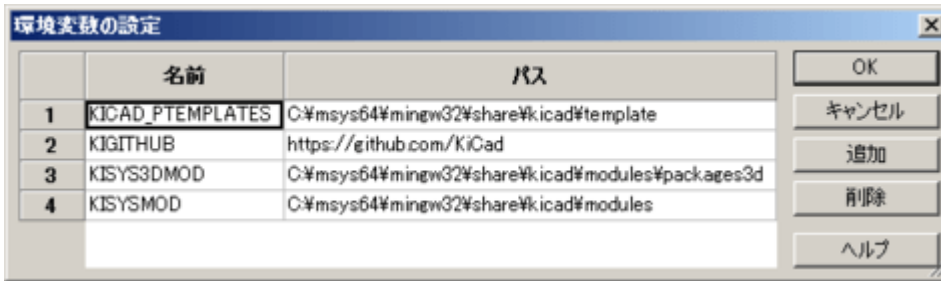 環境変数の設定
名前 パス OK
1 KICAD_PTEMPLATES C:¥msys64¥mingw32¥share¥kicad¥template キャンセル
2 KIGITHUB https://github.com/KiCad 追加
3 KISYS3DMOD C:¥msys64¥mingw32¥share¥kicad¥modules¥packages3d
4 KISYSMOD C:¥msys64¥mingw32¥share¥kicad¥modules 削除
ヘルプ